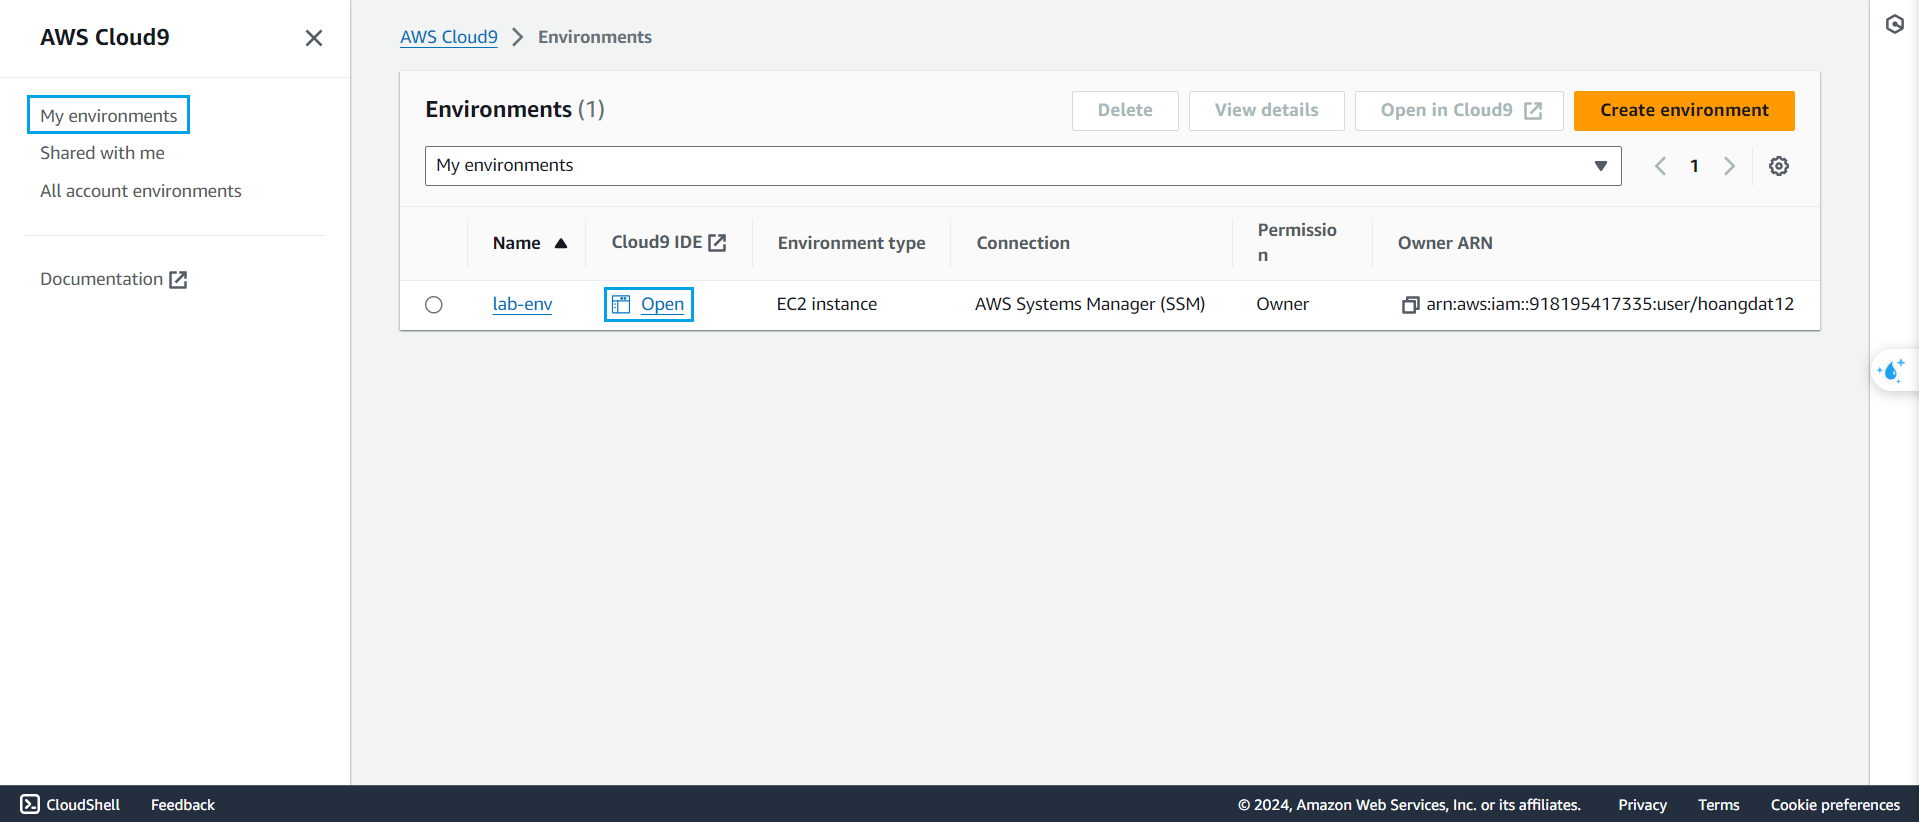 AWS Cloud9
My environments
Shared with me
All account environments
Documentation
AWS Cloud9 Environments
Environments (1)
Delete View details Open in Cloud9 Create environment
My environments 1
Name Cloud9 IDE Environment type Connection Permissio
n Owner ARN
lab-env Open EC2 instance AWS Systems Manager (SSM) Owner arn:aws:iam::918195417335:user/hoangdat12
CloudShell Feedback © 2024, Amazon Web Services, Inc. or its affiliates. Privacy Terms Cookie preferences